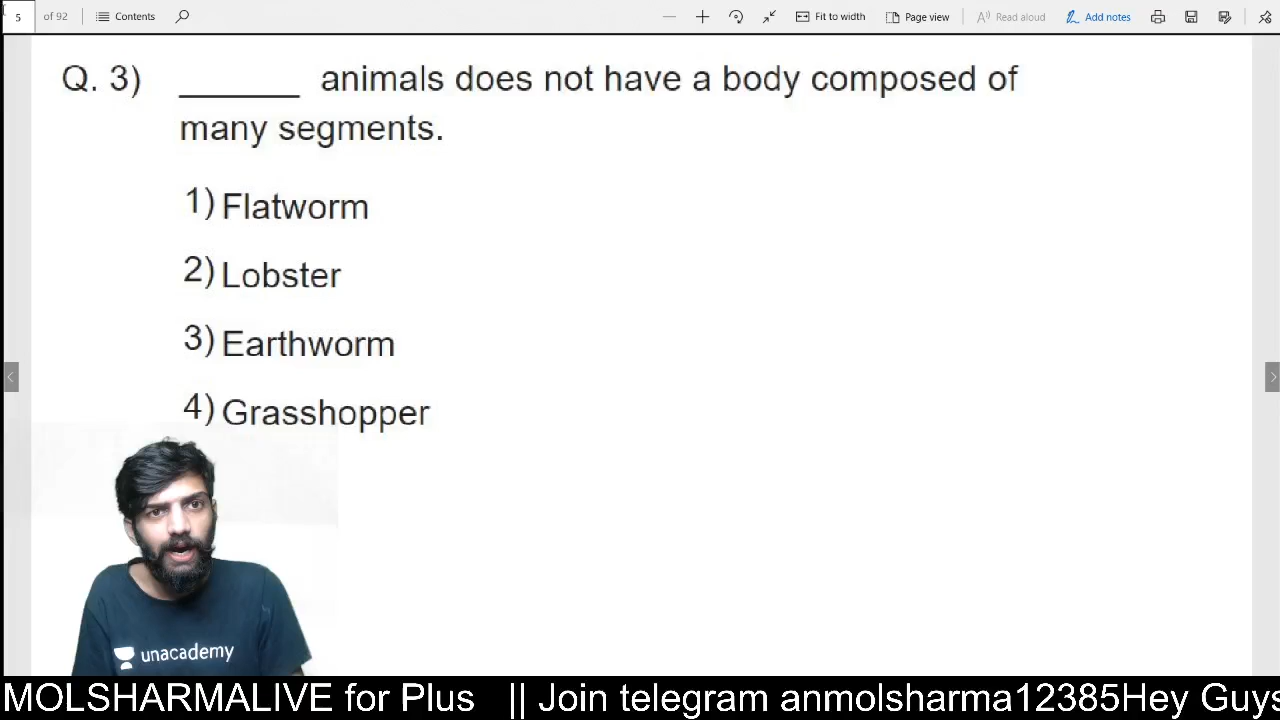 5 of 92 Contents Fit to width Page view Read aloud Add notes
Q. 3) ______ animals does not have a body composed of
many segments.
1) Flatworm
2) Lobster
3) Earthworm
4) Grasshopper
unacademy
MOLSHARMALIVE for Plus || Join telegram anmolsharma12385Hey Guys